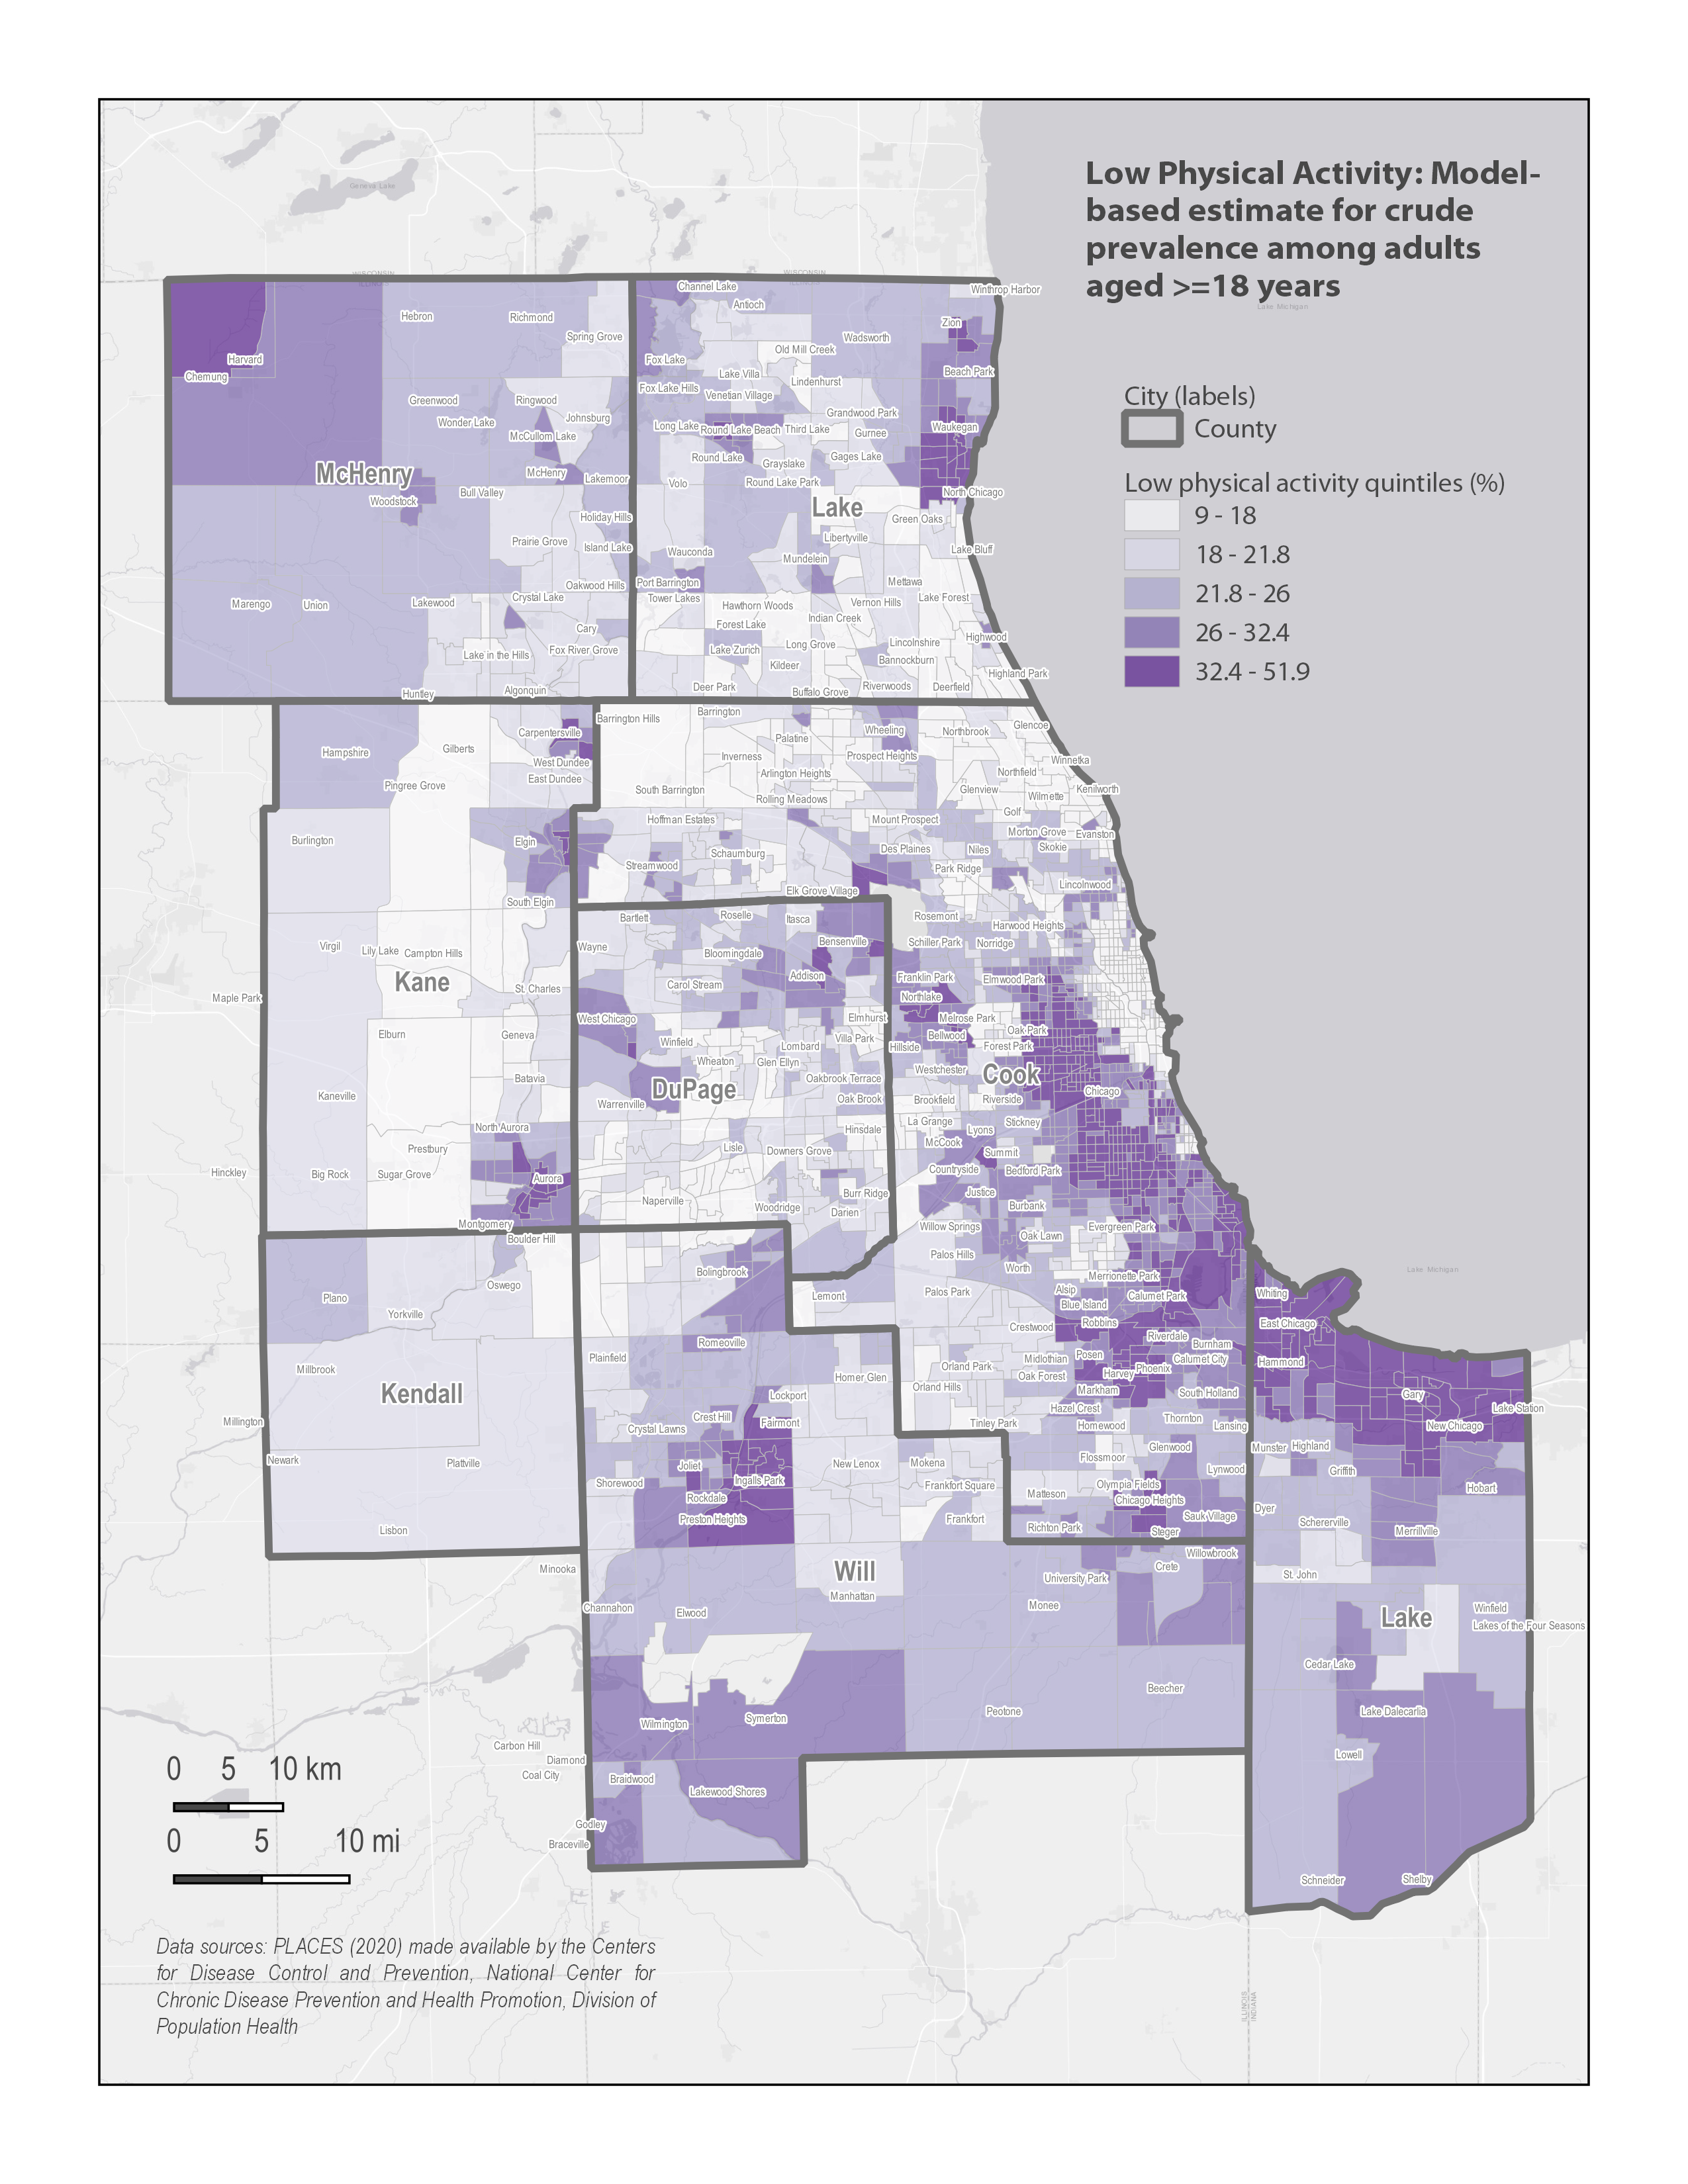 Low Physical Activity: Model-
based estimate for crude
prevalence among adults
aged >=18 years
Lake Michigan
City (labels)
County
Low physical activity quintiles (%)
9 - 18
18 - 21.8
21.8 - 26
26 - 32.4
32.4 - 51.9
Geneva Lake
WISCONSIN
ILLINOIS
WISCONSIN
Channel Lake
Winthrop Harbor
Antioch
Hebron
Richmond
Zion
Spring Grove
Wadsworth
Old Mill Creek
Harvard
Fox Lake
Chemung
Lake Villa
Beach Park
Lindenhurst
Fox Lake Hills
Venetian Village
Greenwood
Ringwood
Johnsburg
Grandwood Park
Wonder Lake
Long Lake
Round Lake Beach
Third Lake
Waukegan
McCullom Lake
Gurnee
Round Lake
Gages Lake
Grayslake
McHenry
McHenry
Lakemoor
Volo
Round Lake Park
Bull Valley
North Chicago
Woodstock
Lake
Holiday Hills
Green Oaks
Prairie Grove
Libertyville
Island Lake
Wauconda
Lake Bluff
Mundelein
Oakwood Hills
Port Barrington
Mettawa
Crystal Lake
Tower Lakes
Lake Forest
Marengo
Union
Lakewood
Hawthorn Woods
Vernon Hills
Indian Creek
Cary
Forest Lake
Highwood
Lake in the Hills
Fox River Grove
Lake Zurich
Long Grove
Lincolnshire
Kildeer
Bannockburn
Highland Park
Huntley
Algonquin
Deer Park
Buffalo Grove
Riverwoods
Deerfield
Barrington Hills
Barrington
Glencoe
Carpentersville
Wheeling
Northbrook
Hampshire
Gilberts
Palatine
West Dundee
Inverness
Prospect Heights
Winnetka
East Dundee
Arlington Heights
Northfield
Pingree Grove
South Barrington
Glenview
Kenilworth
Rolling Meadows
Wilmette
Golf
Hoffman Estates
Mount Prospect
Morton Grove
Evanston
Burlington
Elgin
Schaumburg
Des Plaines
Niles
Skokie
Streamwood
Park Ridge
Elk Grove Village
Lincolnwood
South Elgin
Bartlett
Roselle
Itasca
Rosemont
Harwood Heights
Virgil
Lily Lake
Campton Hills
Wayne
Bensenville
Schiller Park
Norridge
Bloomingdale
Kane
Addison
Franklin Park
Elmwood Park
St. Charles
Carol Stream
Maple Park
Northlake
West Chicago
Elmhurst
Melrose Park
Elburn
Geneva
Winfield
Villa Park
Bellwood
Oak Park
Lombard
Hillside
Forest Park
Wheaton
Glen Ellyn
Batavia
DuPage
Oakbrook Terrace
Westchester
Cook
Chicago
Kaneville
Warrenville
Oak Brook
Brookfield
Riverside
North Aurora
Hinsdale
La Grange
Lyons
Stickney
McCook
Prestbury
Lisle
Downers Grove
Summit
Hinckley
Big Rock
Sugar Grove
Aurora
Countryside
Bedford Park
Naperville
Burr Ridge
Justice
Woodridge
Darien
Burbank
Montgomery
Willow Springs
Evergreen Park
Boulder Hill
Oak Lawn
Palos Hills
Bolingbrook
Worth
Merrionette Park
Lake Michigan
Oswego
Plano
Lemont
Palos Park
Alsip
Calumet Park
Whiting
Blue Island
Yorkville
Crestwood
Robbins
East Chicago
Romeoville
Riverdale
Burnham
Plainfield
Midlothian
Posen
Calumet City
Hammond
Millbrook
Homer Glen
Orland Park
Oak Forest
Harvey
Phoenix
Kendall
Lockport
Orland Hills
Markham
South Holland
Gary
Millington
Crest Hill
Fairmont
Tinley Park
Hazel Crest
Lake Station
Crystal Lawns
Homewood
Thornton
Lansing
New Chicago
Newark
Plattville
Joliet
New Lenox
Mokena
Flossmoor
Glenwood
Munster
Highland
Shorewood
Ingalls Park
Frankfort Square
Olympia Fields
Lynwood
Griffith
Rockdale
Matteson
Chicago Heights
Hobart
Lisbon
Preston Heights
Frankfort
Richton Park
Steger
Sauk Village
Dyer
Schererville
Merrillville
Minooka
Will
Willowbrook
Crete
University Park
St. John
Channahon
Elwood
Manhattan
Monee
Lake
Winfield
Lakes of the Four Seasons
Cedar Lake
Beecher
Wilmington
Symerton
Peotone
Lake Dalecarlia
Carbon Hill
Diamond
Coal City
Braidwood
Lakewood Shores
Lowell
Godley
Braceville
Schneider
Shelby
0 5 10 km
0 5 10 mi
ILLINOIS
INDIANA
Data sources: PLACES (2020) made available by the Centers
for Disease Control and Prevention, National Center for
Chronic Disease Prevention and Health Promotion, Division of
Population Health